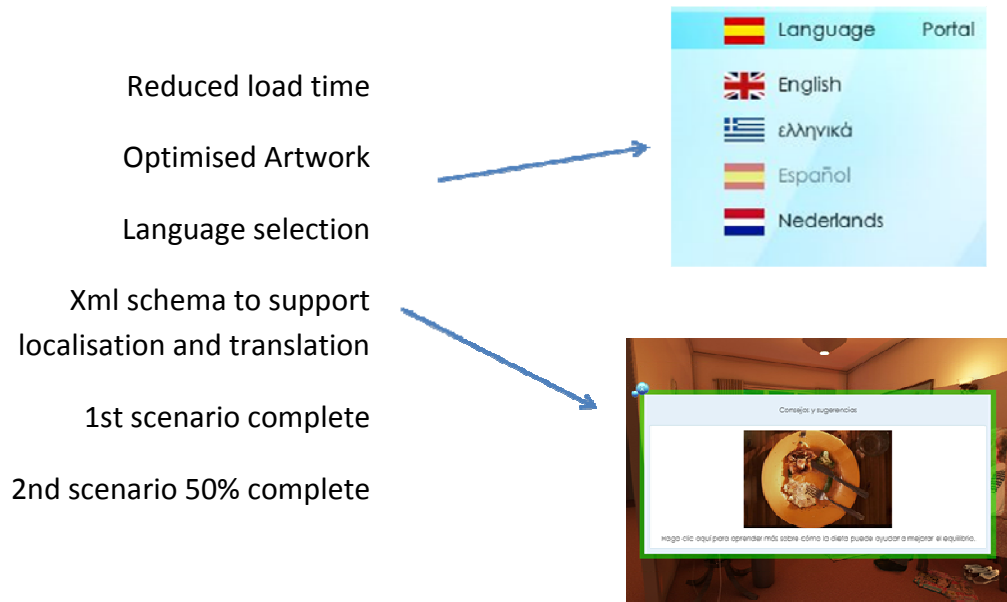 Reduced load time
Optimised Artwork
Language selection
Xml schema to support
localisation and translation
1st scenario complete
2nd scenario 50% complete
Language Portal
English
ελληνικά
Español
Nederlands
Consejos y sugerencias
Haga clic aquí para aprender más sobre cómo la dieta puede ayudar a mejorar el equilibrio.